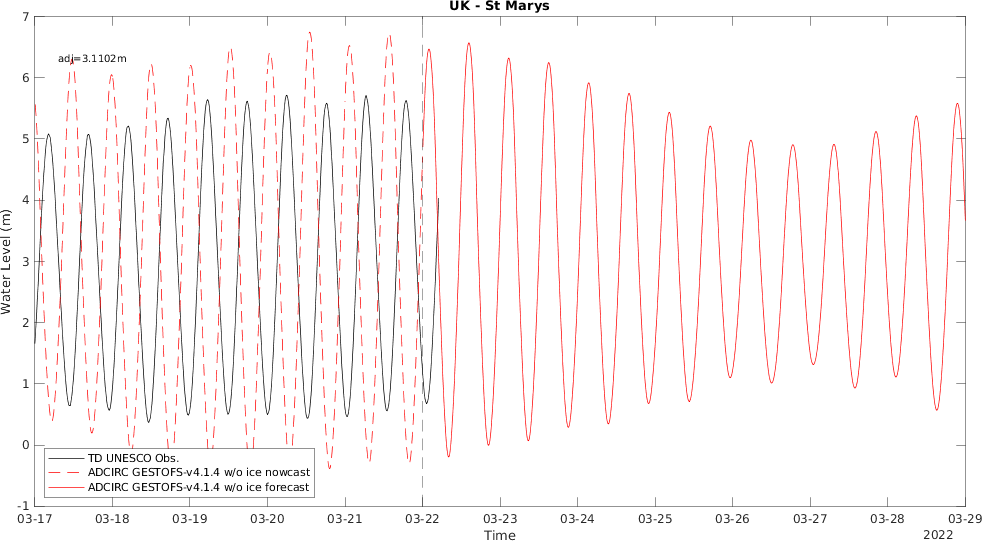 UK - St Marys
7
adj=3.1102m
6
5
4
3
2
1
0
-1
Water Level (m)
TD UNESCO Obs.
ADCIRC GESTOFS-v4.1.4 w/o ice nowcast
ADCIRC GESTOFS-v4.1.4 w/o ice forecast
03-17 03-18 03-19 03-20 03-21 03-22 03-23 03-24 03-25 03-26 03-27 03-28 03-29
Time
2022